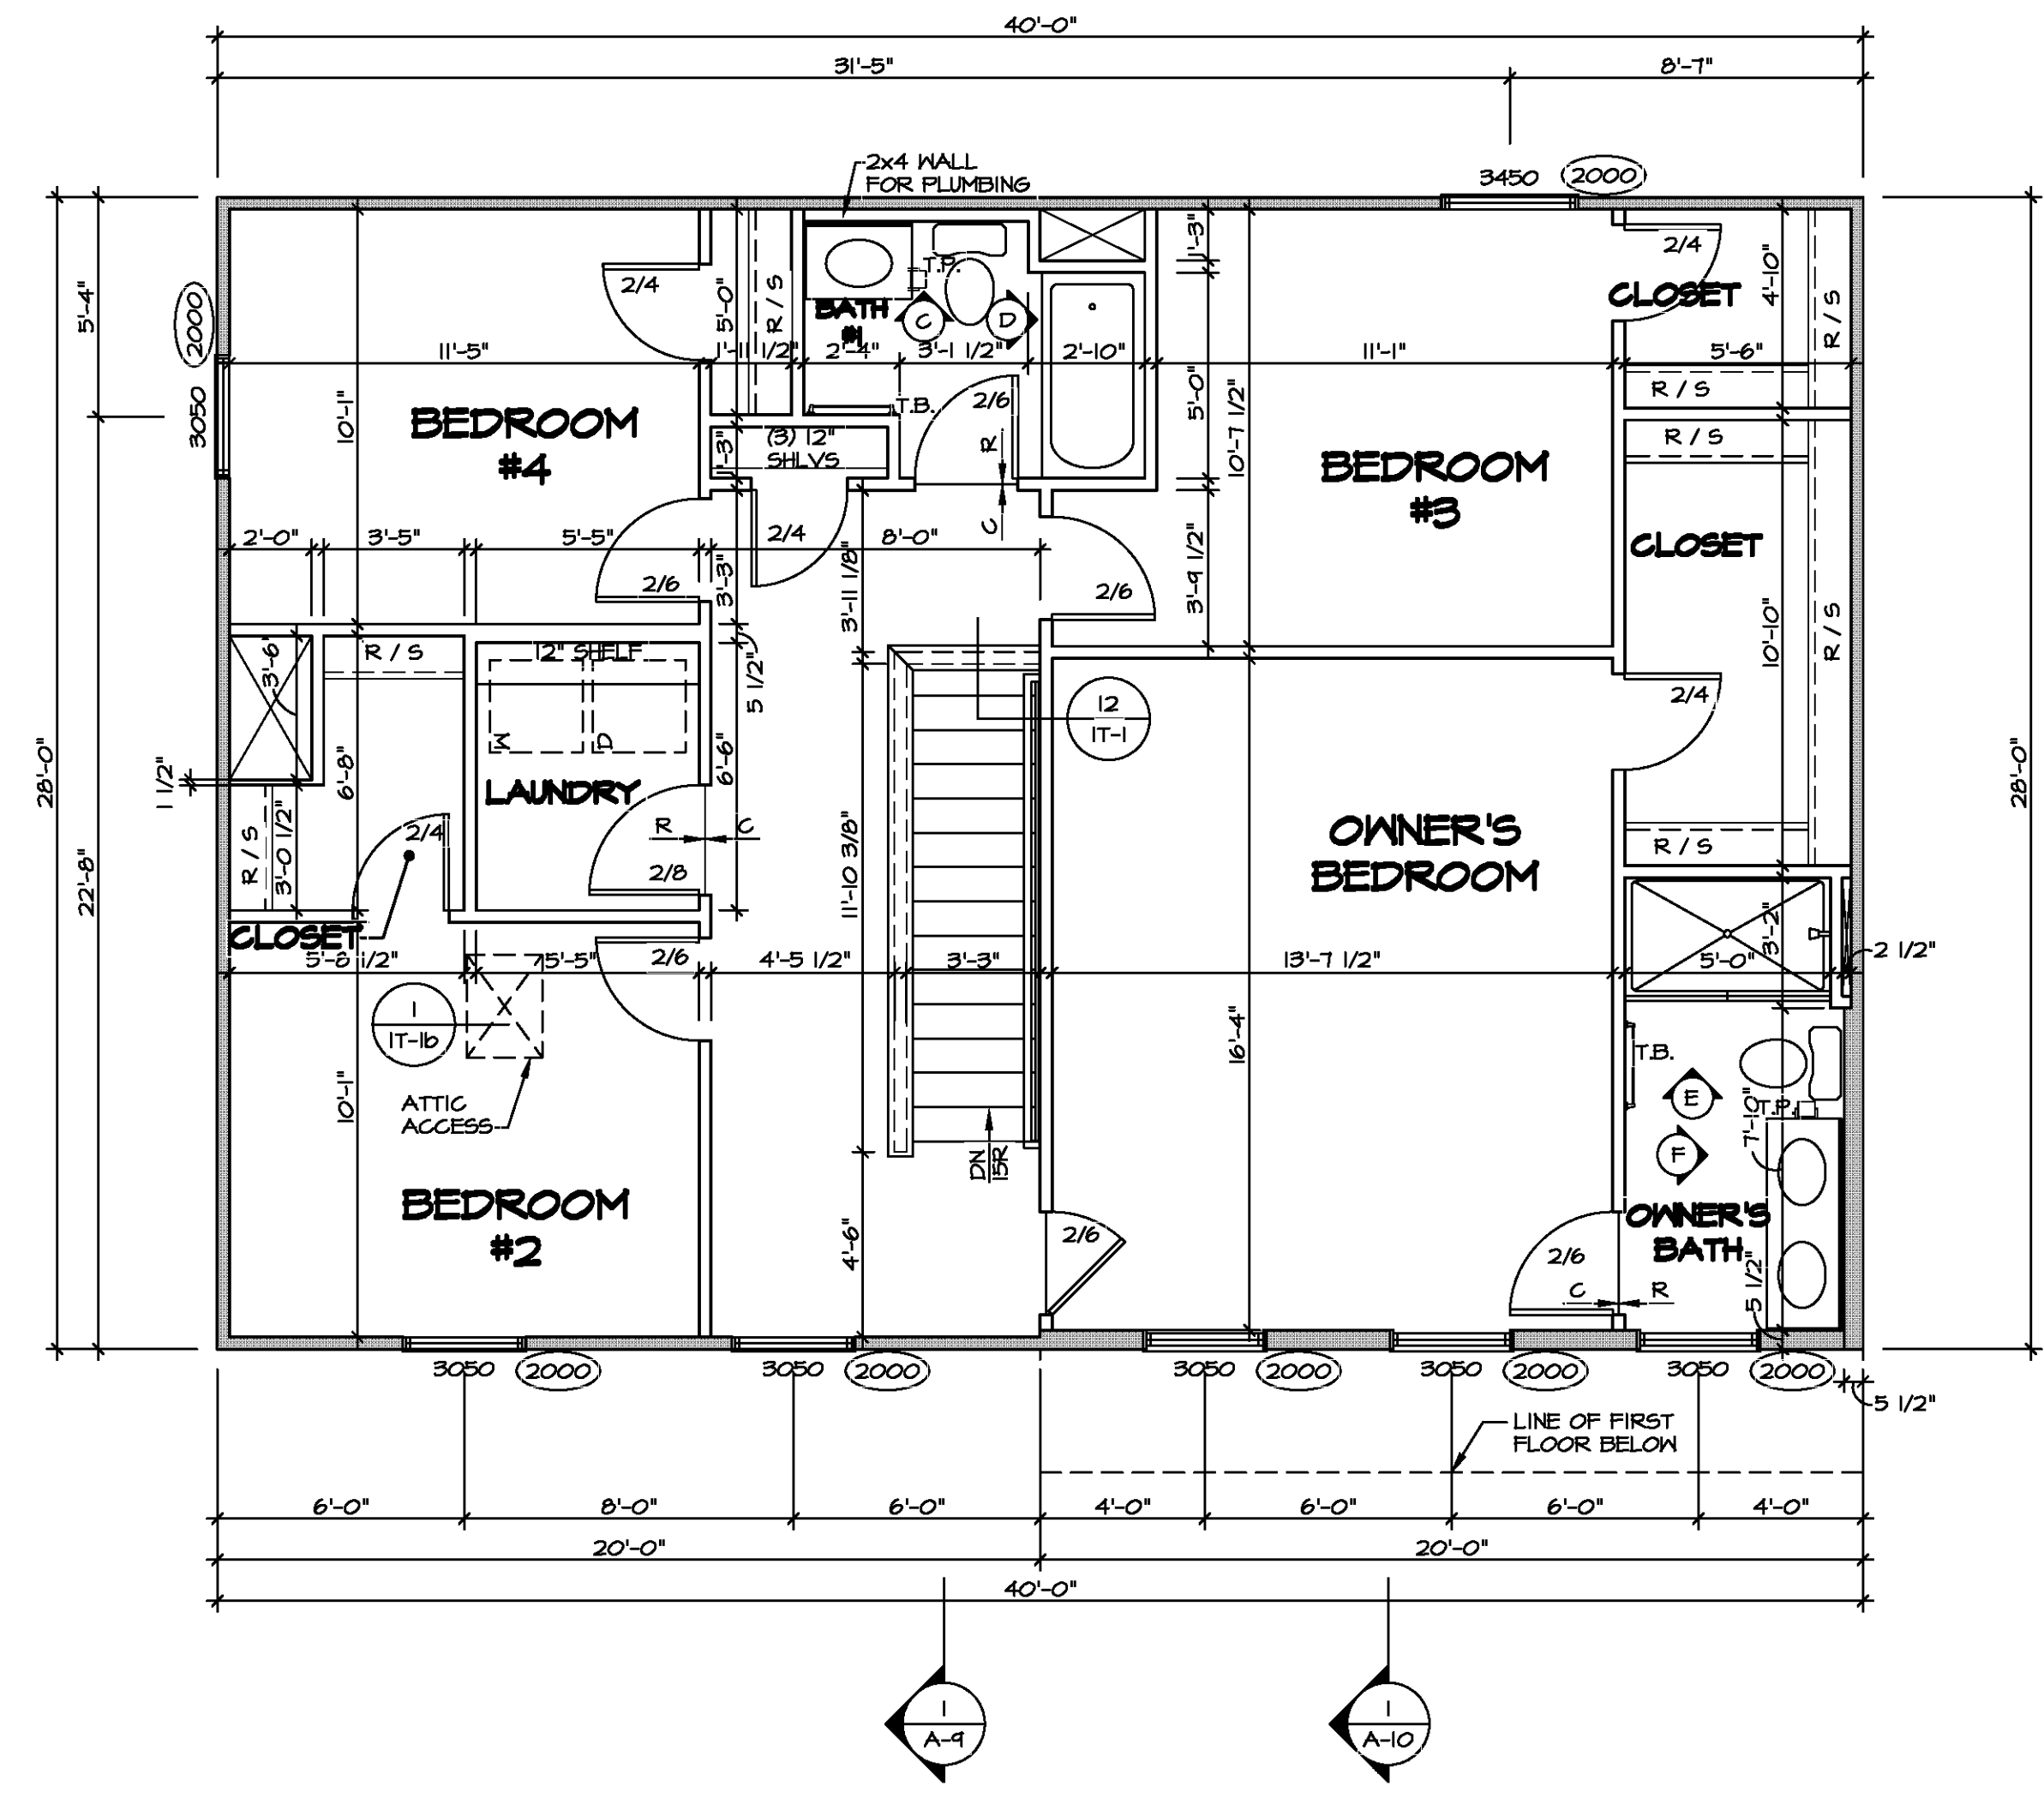 40'-0"
31'-5"
8'-7"
2x4 WALL
FOR PLUMBING
3450
2000
2/4
2/4
1'-3"
4'-10"
5'-4"
2000
3050
5'-0"
R / S
T.P.
BATH
#1
C
D
CLOSET
R / S
11'-5"
1'-11 1/2"
2'-4"
3'-1 1/2"
2'-10"
11'-1"
5'-6"
10'-1"
BEDROOM
#4
T.B.
2/6
R
C
5'-0"
10'-7 1/2"
R / S
R / S
(3) 12"
SHLVS
BEDROOM
#3
CLOSET
2'-0"
3'-5"
5'-5"
2/4
8'-0"
2/6
3'-3"
3'-11 1/8"
2/6
3'-9 1/2"
10'-10"
R / S
3'-6"
R / S
12" SHELF
5 1/2"
12
1T-1
2/4
28'-0"
22'-8"
1 1/2"
6'-8"
W
D
LAUNDRY
6'-6"
28'-0"
R / S
3'-0 1/2"
2/4
R
C
2/8
11'-10 3/8"
OWNER'S
BEDROOM
R / S
CLOSET
3'-2"
2 1/2"
5'-5"
2/6
4'-5 1/2"
3'-3"
13'-7 1/2"
5'-0"
1
1T-16
X
ATTIC
ACCESS
10'-1"
16'-4"
T.B.
E
T.P.
7'-10"
F
DN
15R
BEDROOM
#2
4'-6"
2/6
2/6
C
R
OWNER'S
BATH
5 1/2"
3050
2000
3050
2000
3050
2000
3050
2000
3050
2000
5 1/2"
LINE OF FIRST
FLOOR BELOW
6'-0"
8'-0"
6'-0"
4'-0"
6'-0"
6'-0"
4'-0"
20'-0"
20'-0"
40'-0"
1
A-9
1
A-10